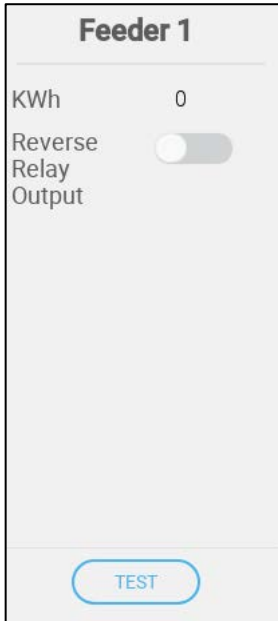 Feeder 1
KWh 0
Reverse
Relay
Output
TEST